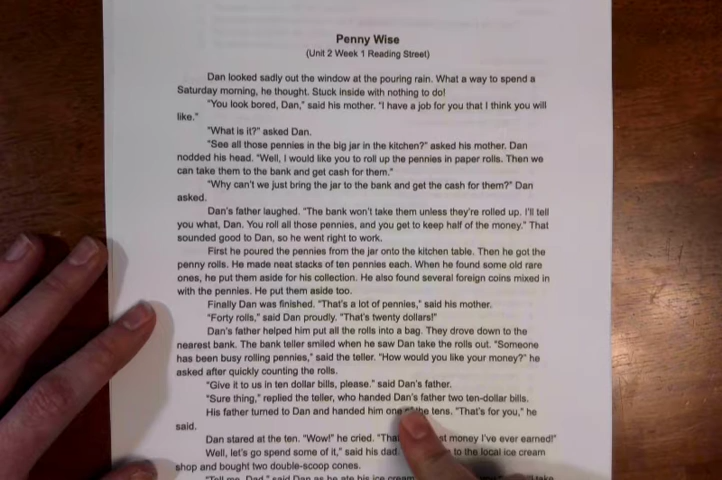 Penny Wise
(Unit 2 Week 1 Reading Street)
Dan looked sadly out the window at the pouring rain. What a way to spend a
Saturday morning, he thought. Stuck inside with nothing to do!
"You look bored, Dan," said his mother. "I have a job for you that I think you will
like."
"What is it?" asked Dan.
"See all those pennies in the big jar in the kitchen?" asked his mother. Dan
nodded his head. "Well, I would like you to roll up the pennies in paper rolls. Then we
can take them to the bank and get cash for them."
"Why can't we just bring the jar to the bank and get the cash for them?" Dan
asked.
Dan's father laughed. "The bank won't take them unless they're rolled up. I'll tell
you what, Dan. You roll all those pennies, and you get to keep half of the money." That
sounded good to Dan, so he went right to work.
First he poured the pennies from the jar onto the kitchen table. Then he got the
penny rolls. He made neat stacks of ten pennies each. When he found some old rare
ones, he put them aside for his collection. He also found several foreign coins mixed in
with the pennies. He put them aside too.
Finally Dan was finished. "That's a lot of pennies," said his mother.
"Forty rolls," said Dan proudly. "That's twenty dollars!"
Dan's father helped him put all the rolls into a bag. They drove down to the
nearest bank. The bank teller smiled when he saw Dan take the rolls out. "Someone
has been busy rolling pennies," said the teller. "How would you like your money?" he
asked after quickly counting the rolls.
"Give it to us in ten dollar bills, please." said Dan's father.
"Sure thing," replied the teller, who handed Dan's father two ten-dollar bills.
His father turned to Dan and handed him one tens. "That's for you," he
said.
Dan stared at the ten. "Wow!" he cried. money I've ever earned!"
Well, let's go spend some of it," said his dad. to the local ice cream
shop and bought two double-scoop cones.
"Tell me, Dad," said Dan as he ate his ice cream